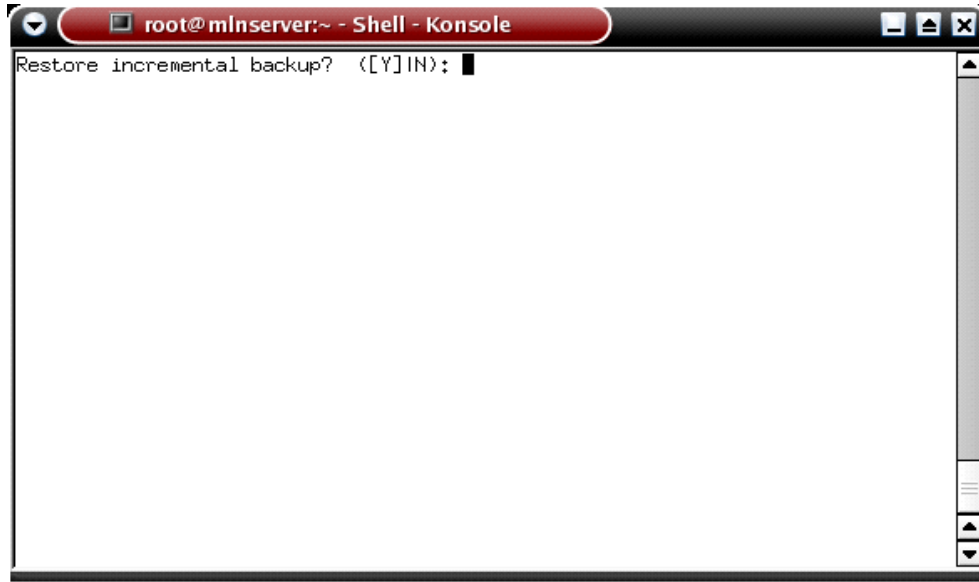 root@mlnserver:~ - Shell - Konsole
Restore incremental backup? ([Y]|N):